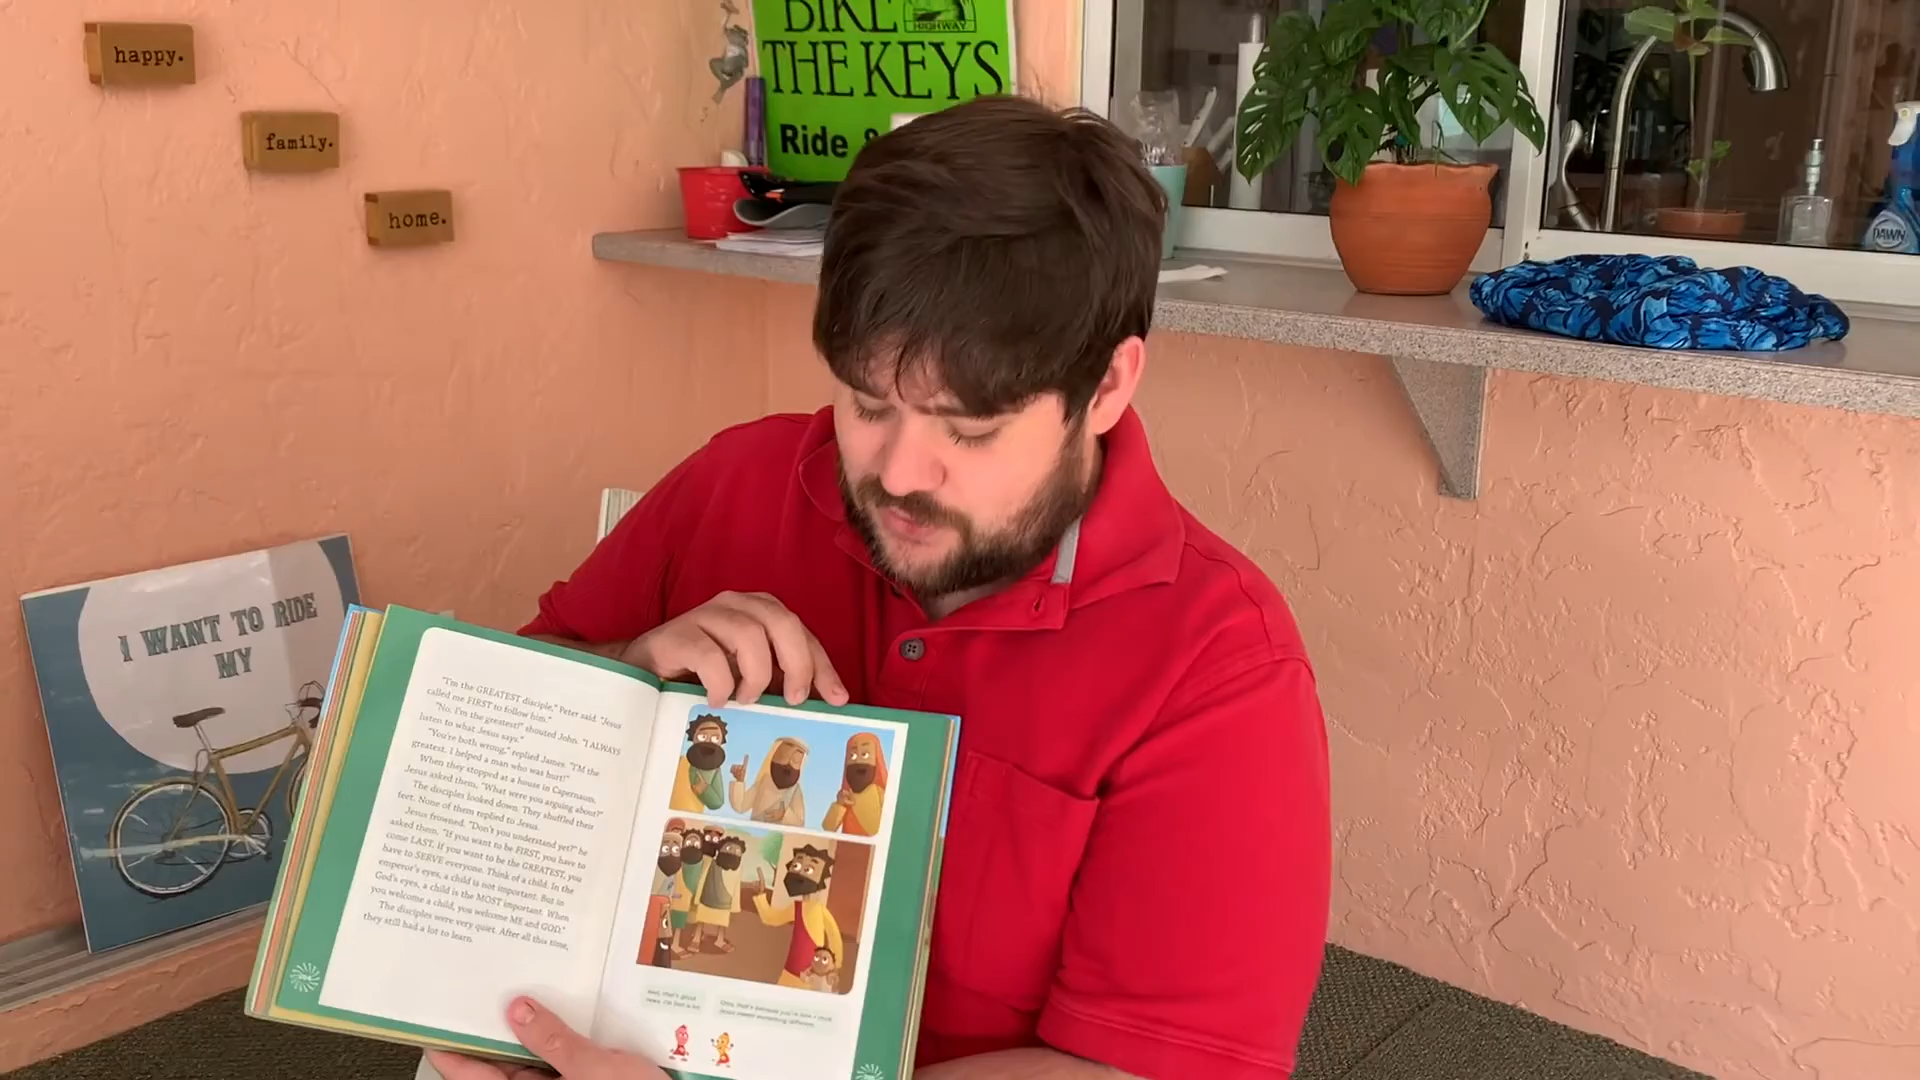 happy.
family.
home.
BIKE
HIGHWAY
THE KEYS
Ride &
DAWN
I WANT TO RIDE
MY
"I'm the GREATEST disciple," Peter said. "Jesus
called me FIRST to follow him."
"No, I'm the greatest!" shouted John. "I ALWAYS
listen to what Jesus says."
"You're both wrong," replied James. "I'M the
greatest. I helped a man who was hurt!"
When they stopped at a house in Capernaum,
Jesus asked them, "What were you arguing about?"
The disciples looked down. They shuffled their
feet. None of them replied to Jesus.
Jesus frowned. "Don't you understand yet?" he
asked them. "If you want to be FIRST, you have to
come LAST. If you want to be the GREATEST, you
have to SERVE everyone. Think of a child. In the
emperor's eyes, a child is not important. But in
God's eyes, a child is the MOST important. When
you welcome a child, you welcome ME and GOD."
The disciples were very quiet. After all this time,
they still had a lot to learn.